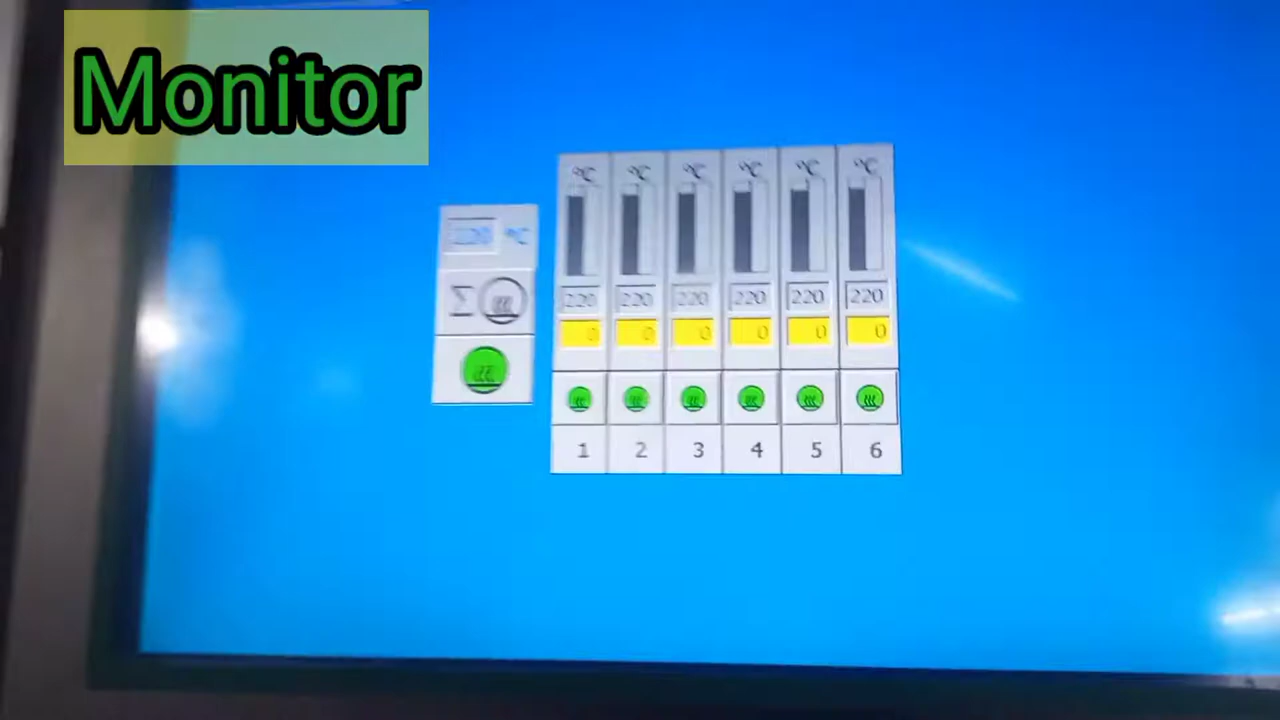 Monitor
°C °C °C °C °C °C
220 °C
Σ
220 220 220 220 220 220
0 0 0 0 0 0
1 2 3 4 5 6